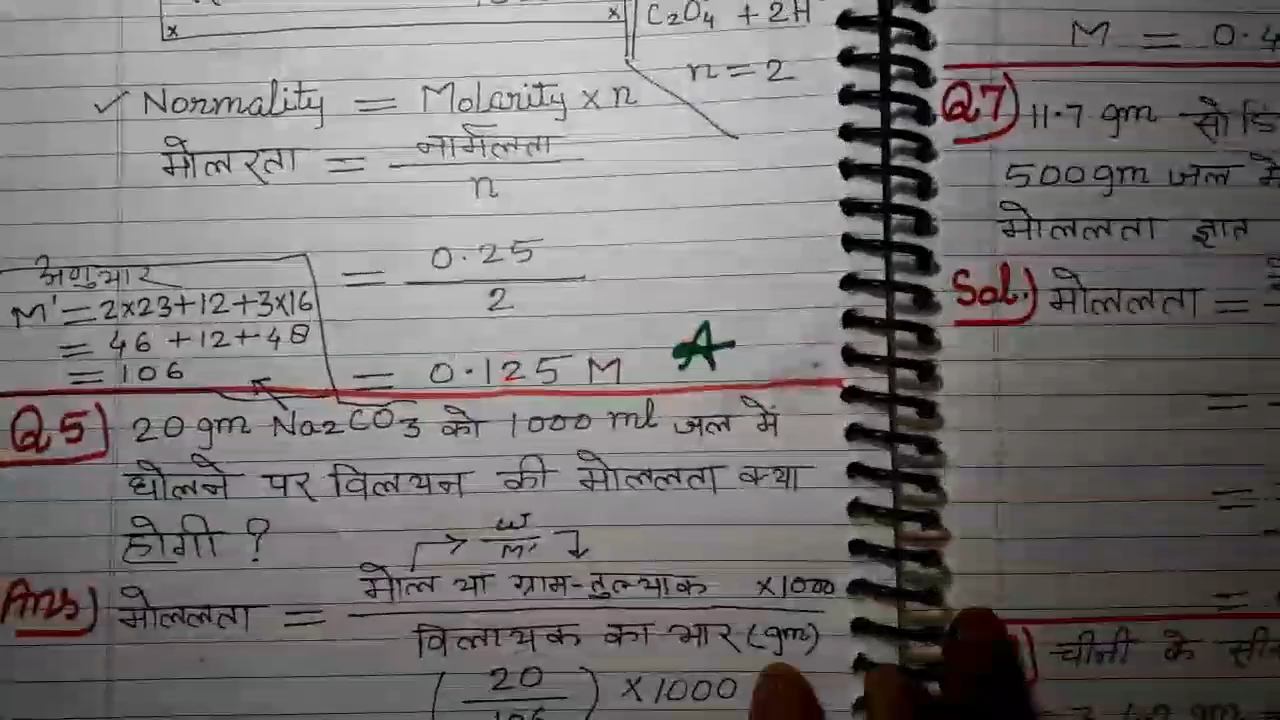 C₂O₄ + 2H
n = 2
✓ Normality = Molarity × n
मोलरता = नार्मलता / n
= 0.25 / 2
अणुभार
M' = 2×23+12+3×16
= 46 +12+48
= 106
= 0.125 M A
Q5) 20 gm Na₂CO₃ को 1000 ml जल में
घोलने पर विलयन की मोललता क्या
होगी ?
w/M'
Ans) मोललता = मोल या ग्राम-तुल्याक ×1000
विलायक का भार (gm)
(20/106) ×1000
M = 0.4
Q7) 11.7 gm सोडि
500gm जल में
मोललता ज्ञात
Sol.) मोललता =
=
=
=
) चीनी के सी